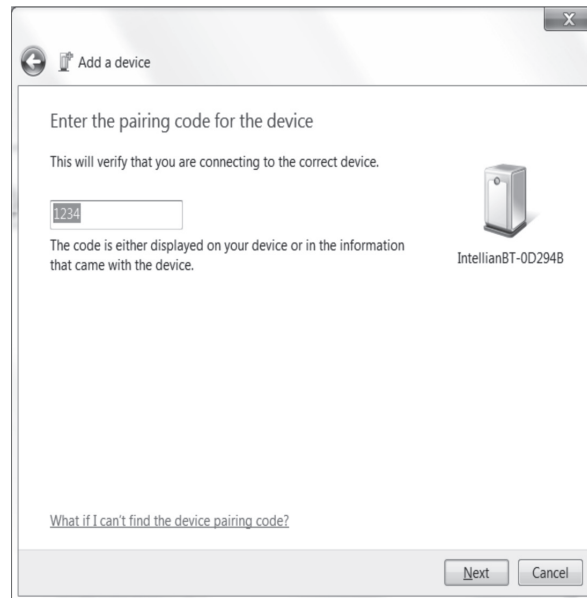 X
Add a device
Enter the pairing code for the device
This will verify that you are connecting to the correct device.
1234
The code is either displayed on your device or in the information
that came with the device.
IntellianBT-0D294B
What if I can't find the device pairing code?
Next
Cancel